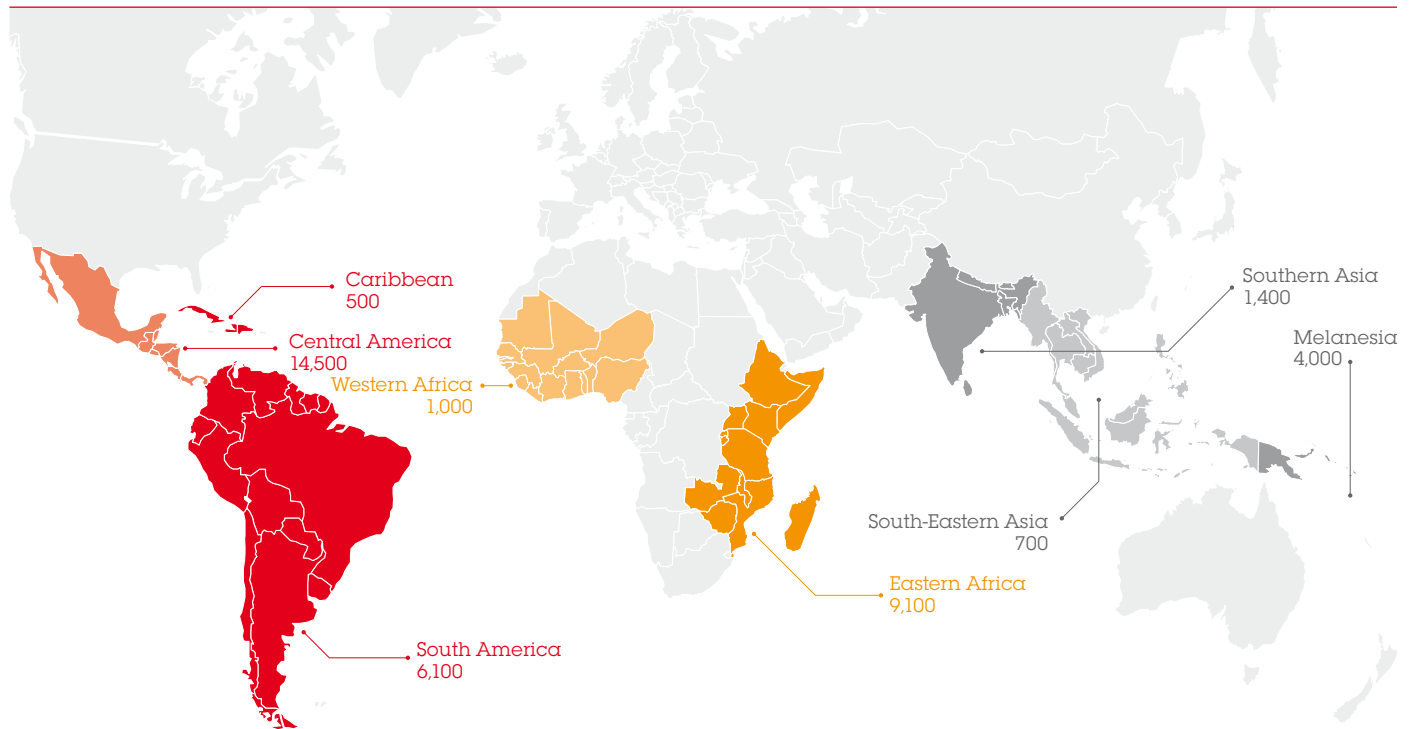 Caribbean
500
Central America
14,500
Western Africa
1,000
South America
6,100
Eastern Africa
9,100
Southern Asia
1,400
Melanesia
4,000
South-Eastern Asia
700